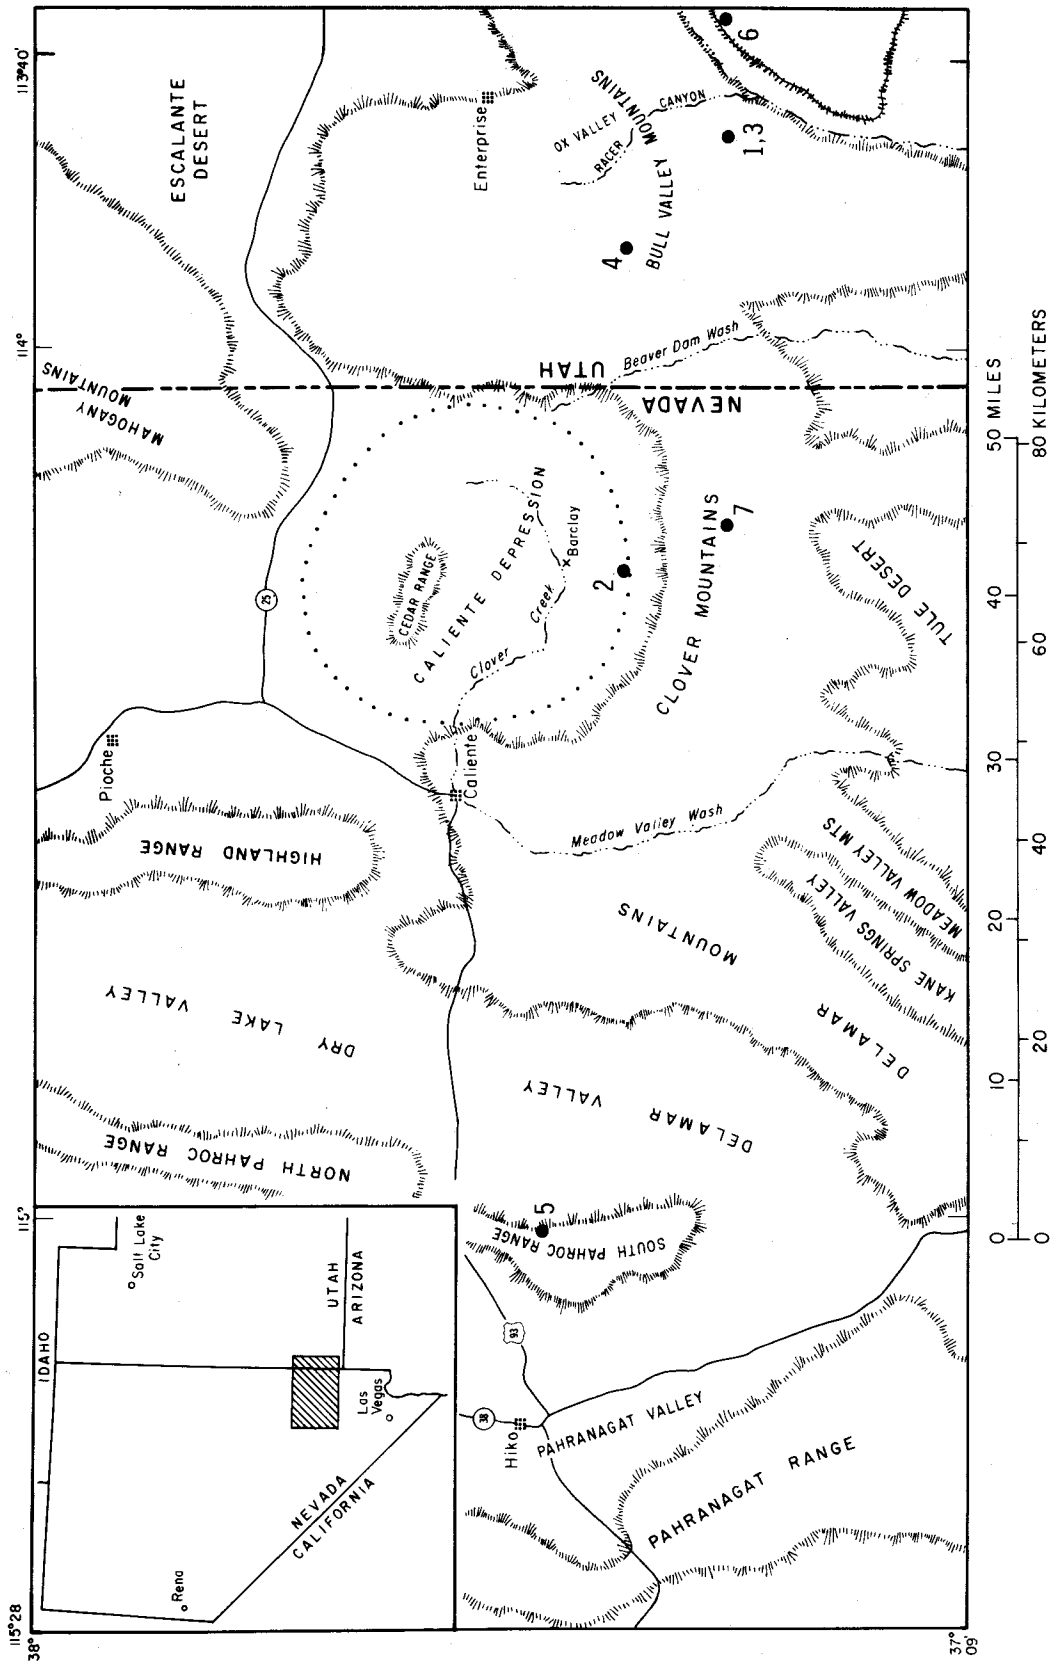 115°28'
38°
115°
114°
113°40'
37°
09'
IDAHO
Salt Lake
City
Reno
NEVADA
CALIFORNIA
UTAH
ARIZONA
Las
Vegas
NORTH PAHROC RANGE
DRY LAKE VALLEY
HIGHLAND RANGE
Pioche
MAHOGANY
MOUNTAINS
ESCALANTE
DESERT
25
Enterprise
CEDAR RANGE
CALIENTE DEPRESSION
Clover Creek
Barclay
Caliente
UTAH
NEVADA
Beaver Dam Wash
OX VALLEY
RACER CANYON
BULL VALLEY MOUNTAINS
4
1,3
6
2
7
5
CLOVER MOUNTAINS
TULE DESERT
Meadow Valley Wash
MEADOW VALLEY MTS
KANE SPRINGS VALLEY
DELAMAR MOUNTAINS
DELAMAR VALLEY
SOUTH PAHROC RANGE
93
38
Hiko
PAHRANAGAT VALLEY
PAHRANAGAT RANGE
0 10 20 30 40 50 MILES
0 20 40 60 80 KILOMETERS